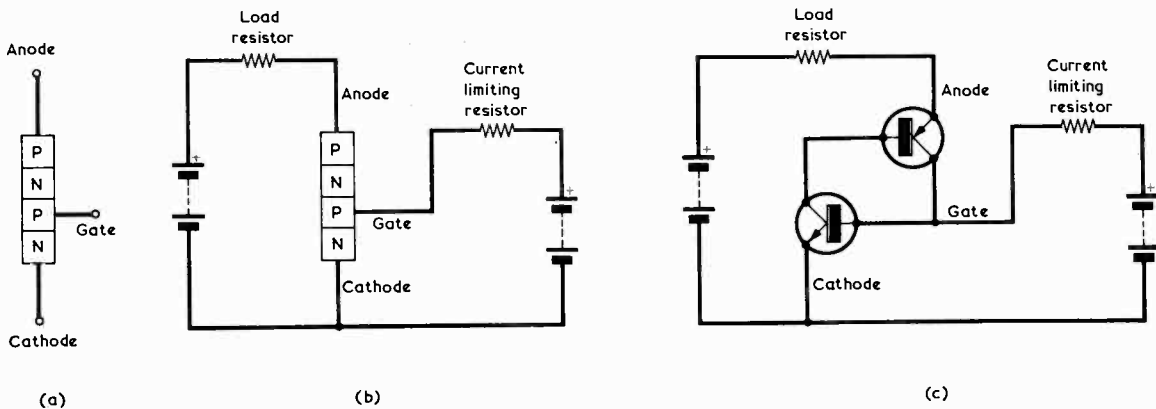 Anode
P
N
P
N
Gate
Cathode
(a)
Load
resistor
Anode
Current
limiting
resistor
+
P
N
P
N
Gate
+
Cathode
(b)
Load
resistor
Anode
Current
limiting
resistor
+
Gate
+
Cathode
(c)